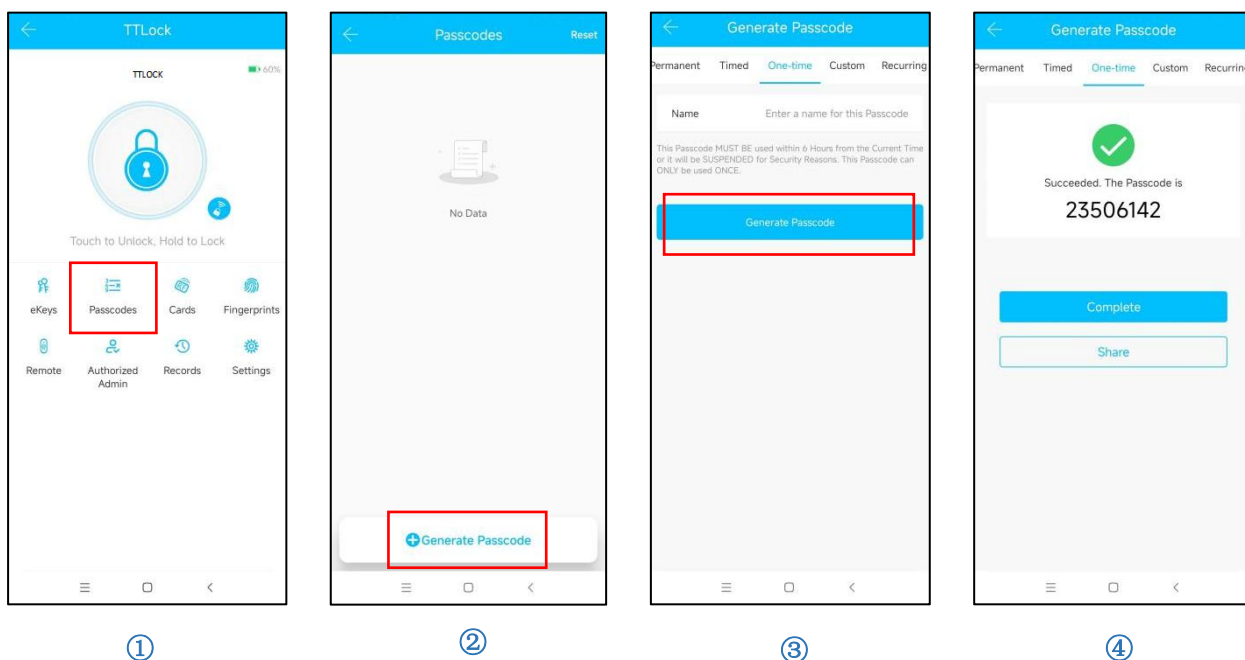 TTLock
TTLOCK
60%
Touch to Unlock, Hold to Lock
eKeys
Passcodes
Cards
Fingerprints
Remote
Authorized
Admin
Records
Settings
①
Passcodes
Reset
No Data
Generate Passcode
②
Generate Passcode
Permanent Timed One-time Custom Recurring
Name Enter a name for this Passcode
This Passcode MUST BE used within 6 Hours from the Current Time
or it will be SUSPENDED for Security Reasons. This Passcode can
ONLY be used ONCE.
Generate Passcode
③
Generate Passcode
Permanent Timed One-time Custom Recurrin
Succeeded. The Passcode is
23506142
Complete
Share
④